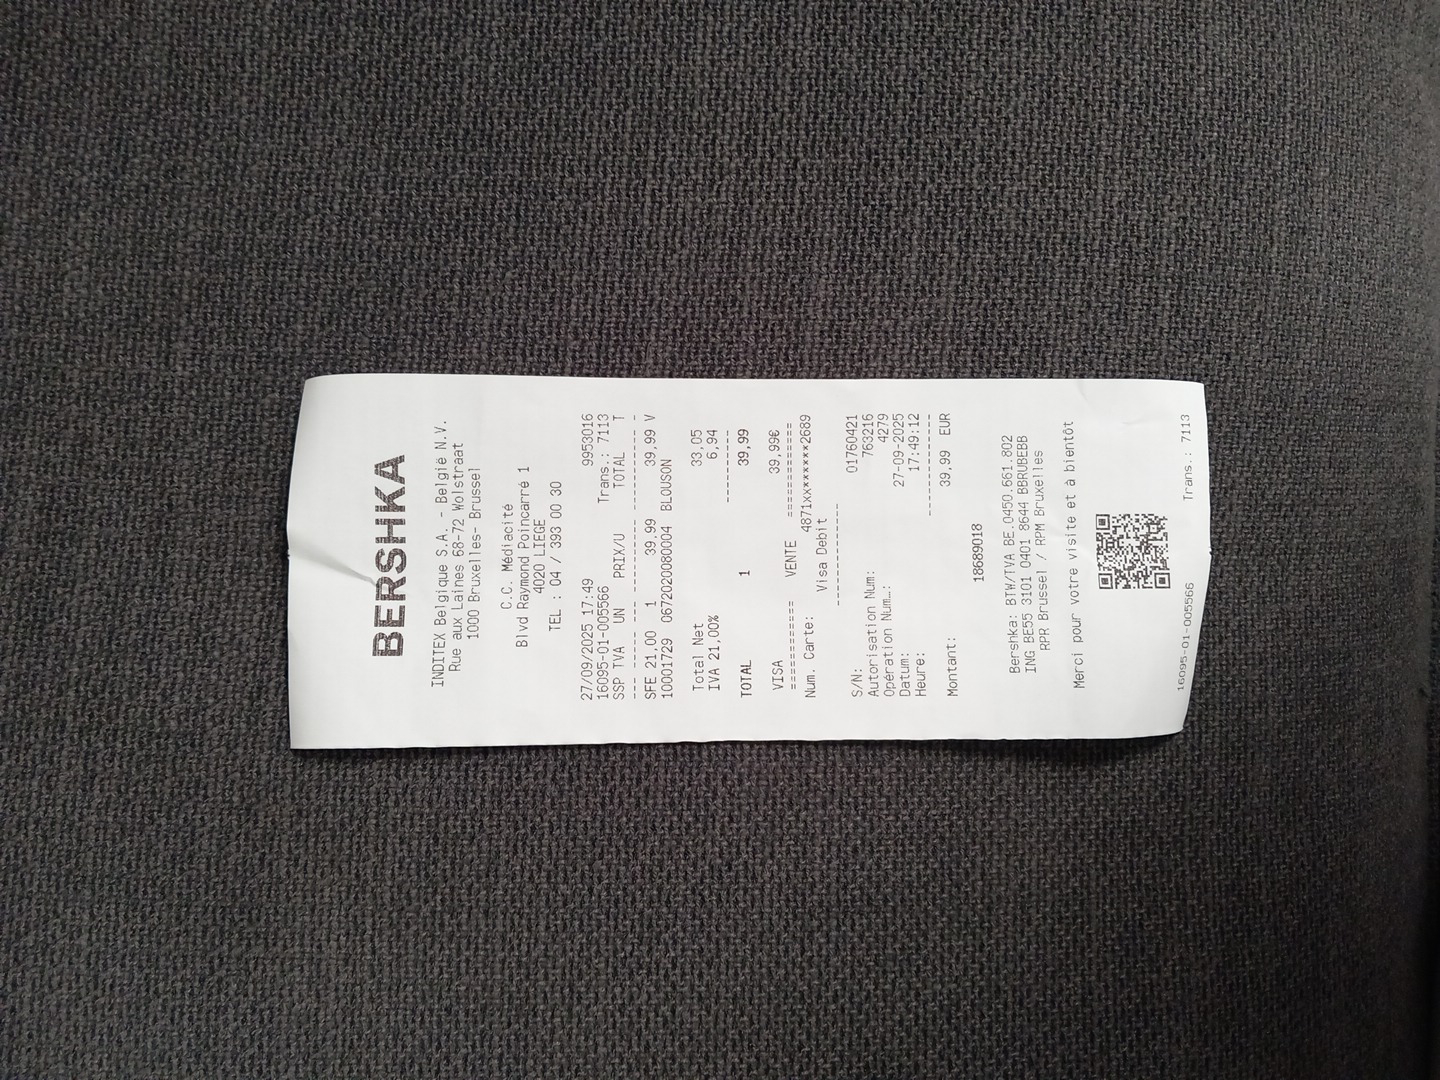 BERSHKA
INDITEX Belgique S.A. - België N.V.
Rue aux Laines 68-72 Wolstraat
1000 Bruxelles- Brussel
C.C. Médiacité
Blvd Raymond Poincarré 1
4020 LIEGE
TEL : 04 / 393 00 30
27/09/2025 17:49 9953016
16095-01-005566 Trans.: 7113
SSP TVA UN PRIX/U TOTAL T
SFE 21,00 1 39,99 39,99 V
10001729 0672020080004 BLOUSON
Total Net 33,05
IVA 21,00% 6,94
TOTAL 1 39,99
VISA 39,99€
========== VENTE ==========
Num. Carte: 4871XX******2689
Visa Debit
S/N: 01760421
Autorisation Num: 763216
Opération Num.: 4279
Datum: 27-09-2025
Heure: 17:49:12
Montant: 39,99 EUR
18689018
Bershka: BTW/TVA BE.0450.661.802
ING BE55 3101 0401 8644 BBRUBEBB
RPR Brussel / RPM Bruxelles
Merci pour votre visite et à bientôt
16095-01-005566 Trans.: 7113